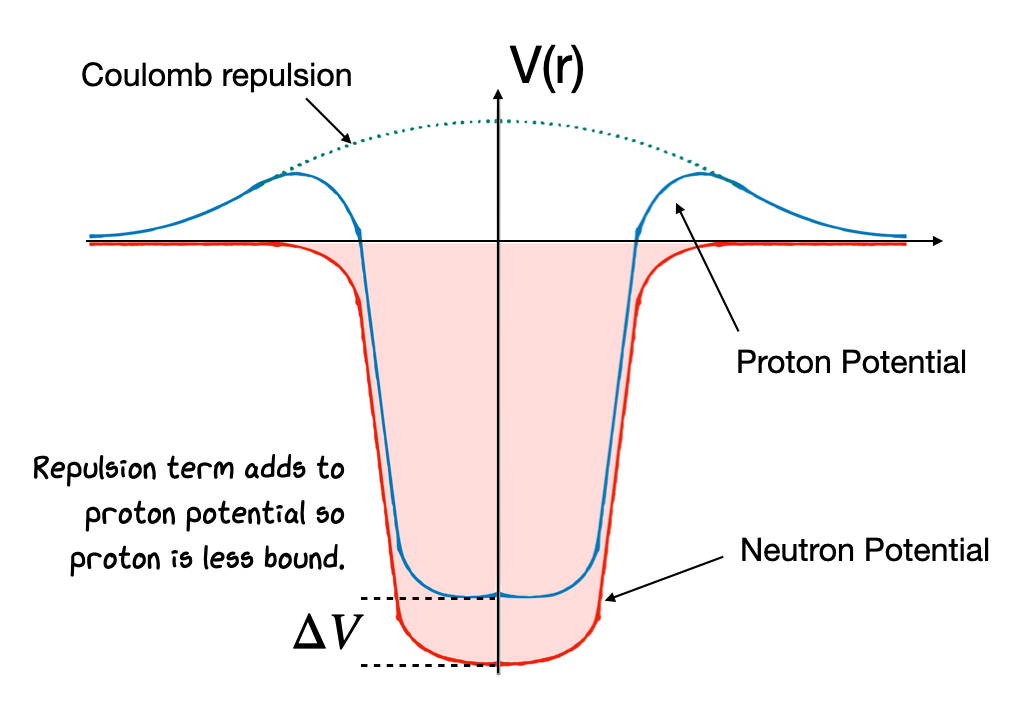 V(r)
Coulomb repulsion
Proton Potential
Repulsion term adds to
proton potential so
proton is less bound.
Neutron Potential
ΔV